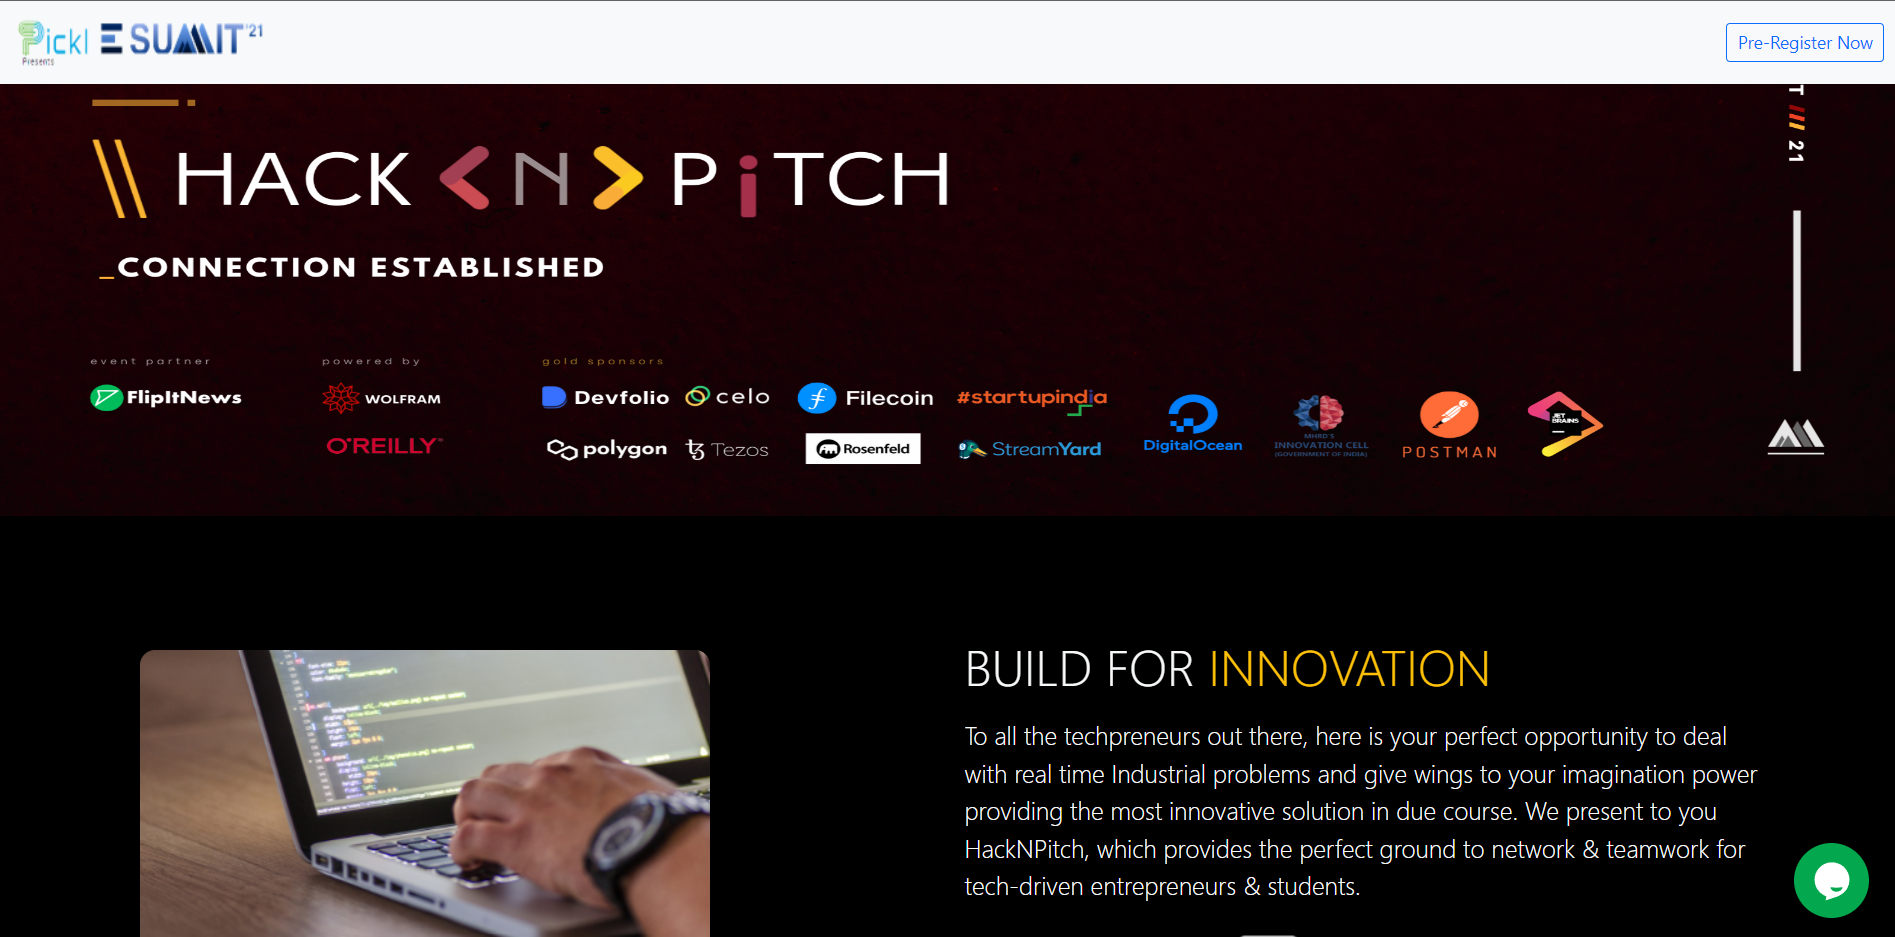 Pickl E SUMMIT'21
Presents
Pre-Register Now
T /// 21
\\ HACK <N> PiTCH
_CONNECTION ESTABLISHED
event partner
powered by
gold sponsors
FlipItNews
WOLFRAM
Devfolio
celo
Filecoin
#startupindia
DigitalOcean
MHRD'S
INNOVATION CELL
(GOVERNMENT OF INDIA)
POSTMAN
JET
BRAINS
O'REILLY
polygon
Tezos
Rosenfeld
StreamYard
BUILD FOR INNOVATION
To all the techpreneurs out there, here is your perfect opportunity to deal
with real time Industrial problems and give wings to your imagination power
providing the most innovative solution in due course. We present to you
HackNPitch, which provides the perfect ground to network & teamwork for
tech-driven entrepreneurs & students.